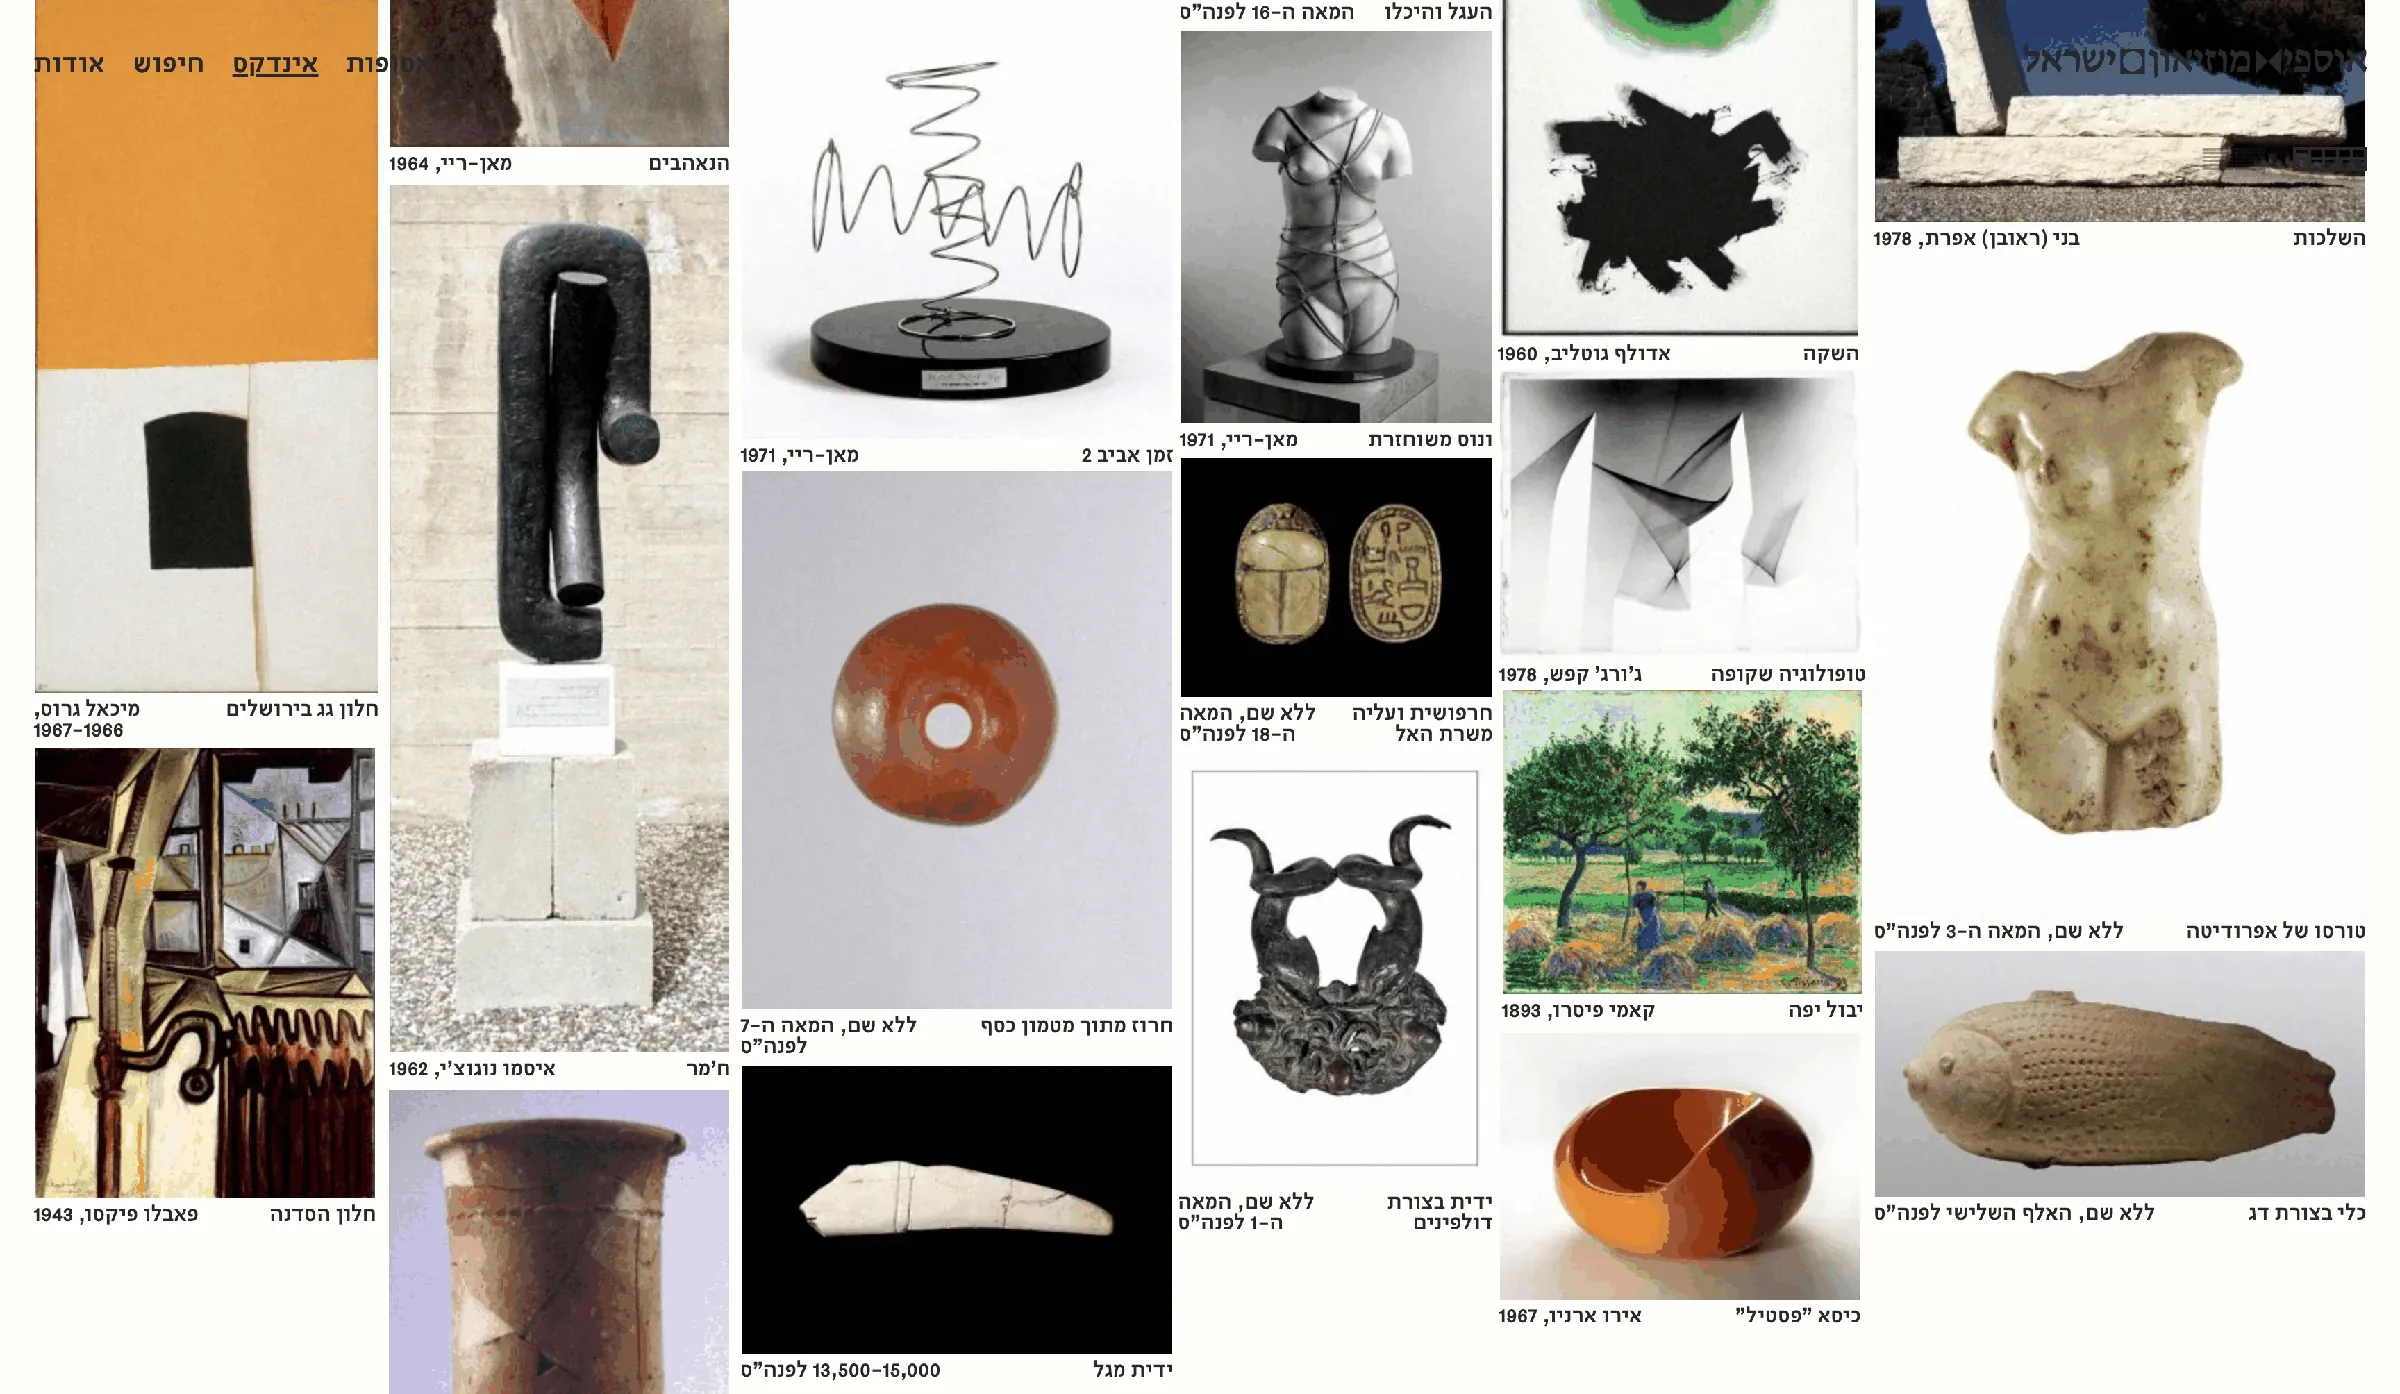 אוספי מוזיאון ישראל
אסופות
אינדקס
חיפוש
אודות
השלכות
בני (ראובן) אפרת, 1978
טורסו של אפרודיטה
ללא שם, המאה ה-3 לפנה"ס
כלי בצורת דג
ללא שם, האלף השלישי לפנה"ס
השקה
אדולף גוטליב, 1960
טופולוגיה שקופה
ג'ורג' קפש, 1978
יבול יפה
קאמי פיסרו, 1893
כיסא "פסטיל"
אירו ארניו, 1967
העגל והיכלו
המאה ה-16 לפנה"ס
ונוס משוחזרת
מאן-ריי, 1971
חרפושית ועליה
משרת האל
ללא שם, המאה
ה-18 לפנה"ס
ידית בצורת
דולפינים
ללא שם, המאה
ה-1 לפנה"ס
זמן אביב 2
מאן-ריי, 1971
חרוז מתוך מטמון כסף
ללא שם, המאה ה-7
לפנה"ס
ידית מגל
13,500-15,000 לפנה"ס
הנאהבים
מאן-ריי, 1964
ח'מר
איסמו נוגוצ'י, 1962
חלון גג בירושלים
מיכאל גרוס,
1967-1966
חלון הסדנה
פאבלו פיקסו, 1943